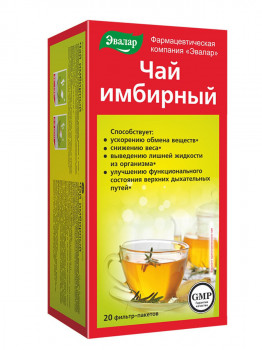 Эвалар
Фармацевтическая
компания «Эвалар»
Чай
имбирный
Способствует:
• ускорению обмена веществ*
• снижению веса*
• выведению лишней жидкости
из организма*
• улучшению функционального
состояния верхних дыхательных
путей*
GMP
20 фильтр-пакетов